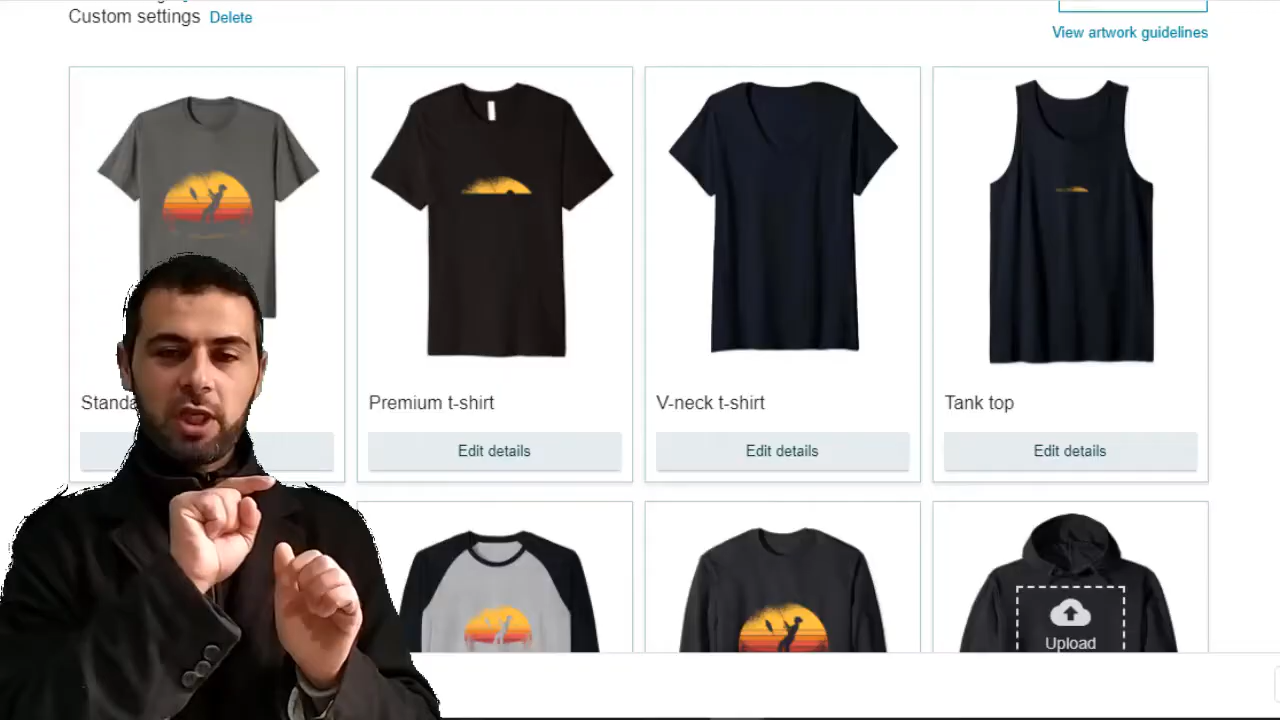 Custom settings Delete
View artwork guidelines
Premium t-shirt
V-neck t-shirt
Tank top
Edit details
Edit details
Edit details
Upload